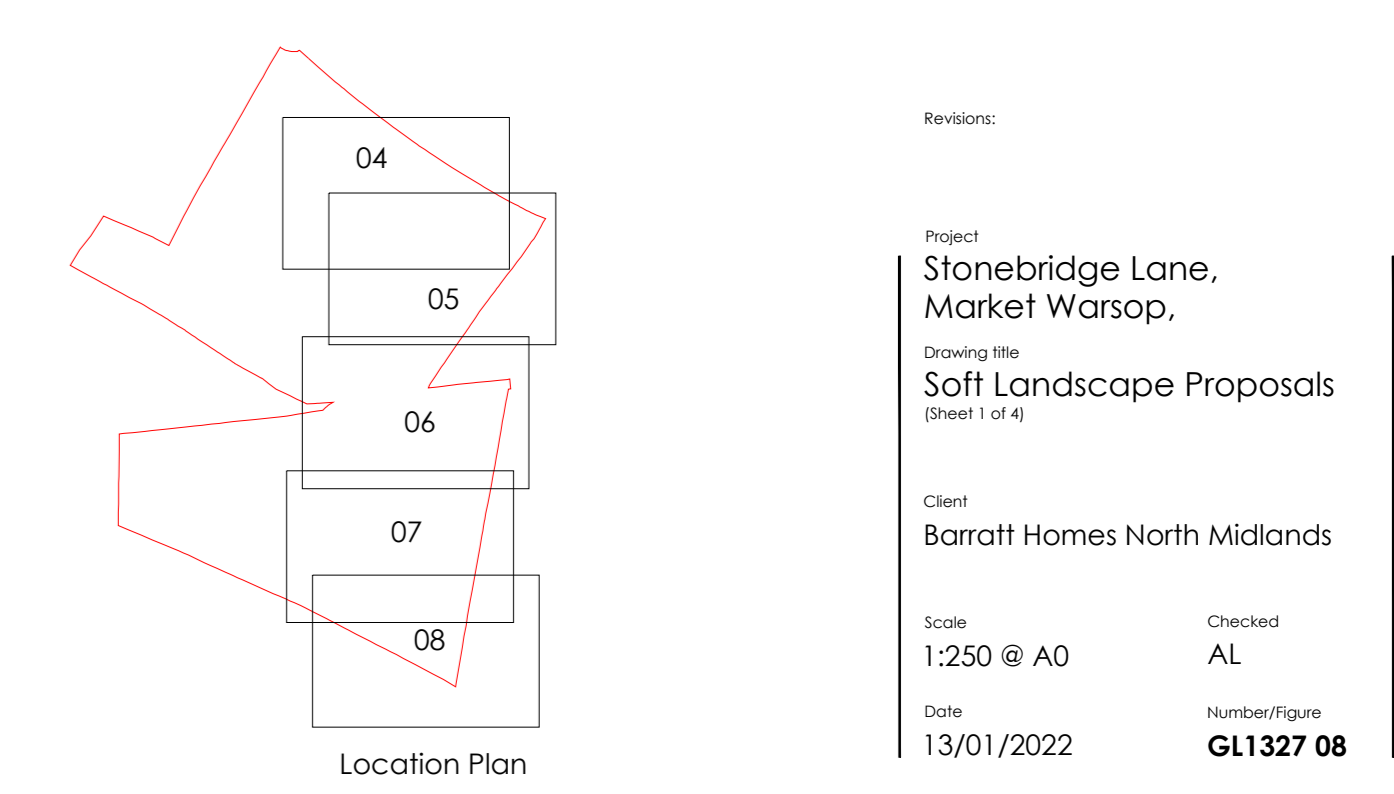 04
05
06
07
08
Location Plan
Revisions:
Project
Stonebridge Lane,
Market Warsop,
Drawing title
Soft Landscape Proposals
(Sheet 1 of 4)
Client
Barratt Homes North Midlands
Scale
1:250 @ A0
Checked
AL
Date
13/01/2022
Number/Figure
GL1327 08